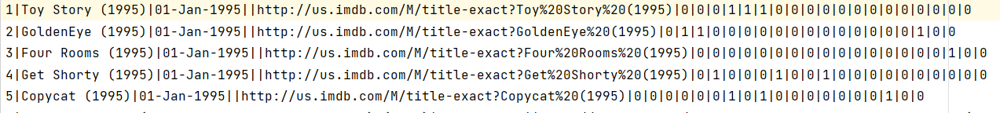 1|Toy Story (1995)|01-Jan-1995||http://us.imdb.com/M/title-exact?Toy%20Story%20(1995)|0|0|0|1|1|1|0|0|0|0|0|0|0|0|0|0|0|0|0
2|GoldenEye (1995)|01-Jan-1995||http://us.imdb.com/M/title-exact?GoldenEye%20(1995)|0|1|1|0|0|0|0|0|0|0|0|0|0|0|0|0|1|0|0
3|Four Rooms (1995)|01-Jan-1995||http://us.imdb.com/M/title-exact?Four%20Rooms%20(1995)|0|0|0|0|0|0|0|0|0|0|0|0|0|0|0|0|1|0|0
4|Get Shorty (1995)|01-Jan-1995||http://us.imdb.com/M/title-exact?Get%20Shorty%20(1995)|0|1|0|0|0|1|0|0|1|0|0|0|0|0|0|0|0|0|0
5|Copycat (1995)|01-Jan-1995||http://us.imdb.com/M/title-exact?Copycat%20(1995)|0|0|0|0|0|0|1|0|1|0|0|0|0|0|0|0|1|0|0